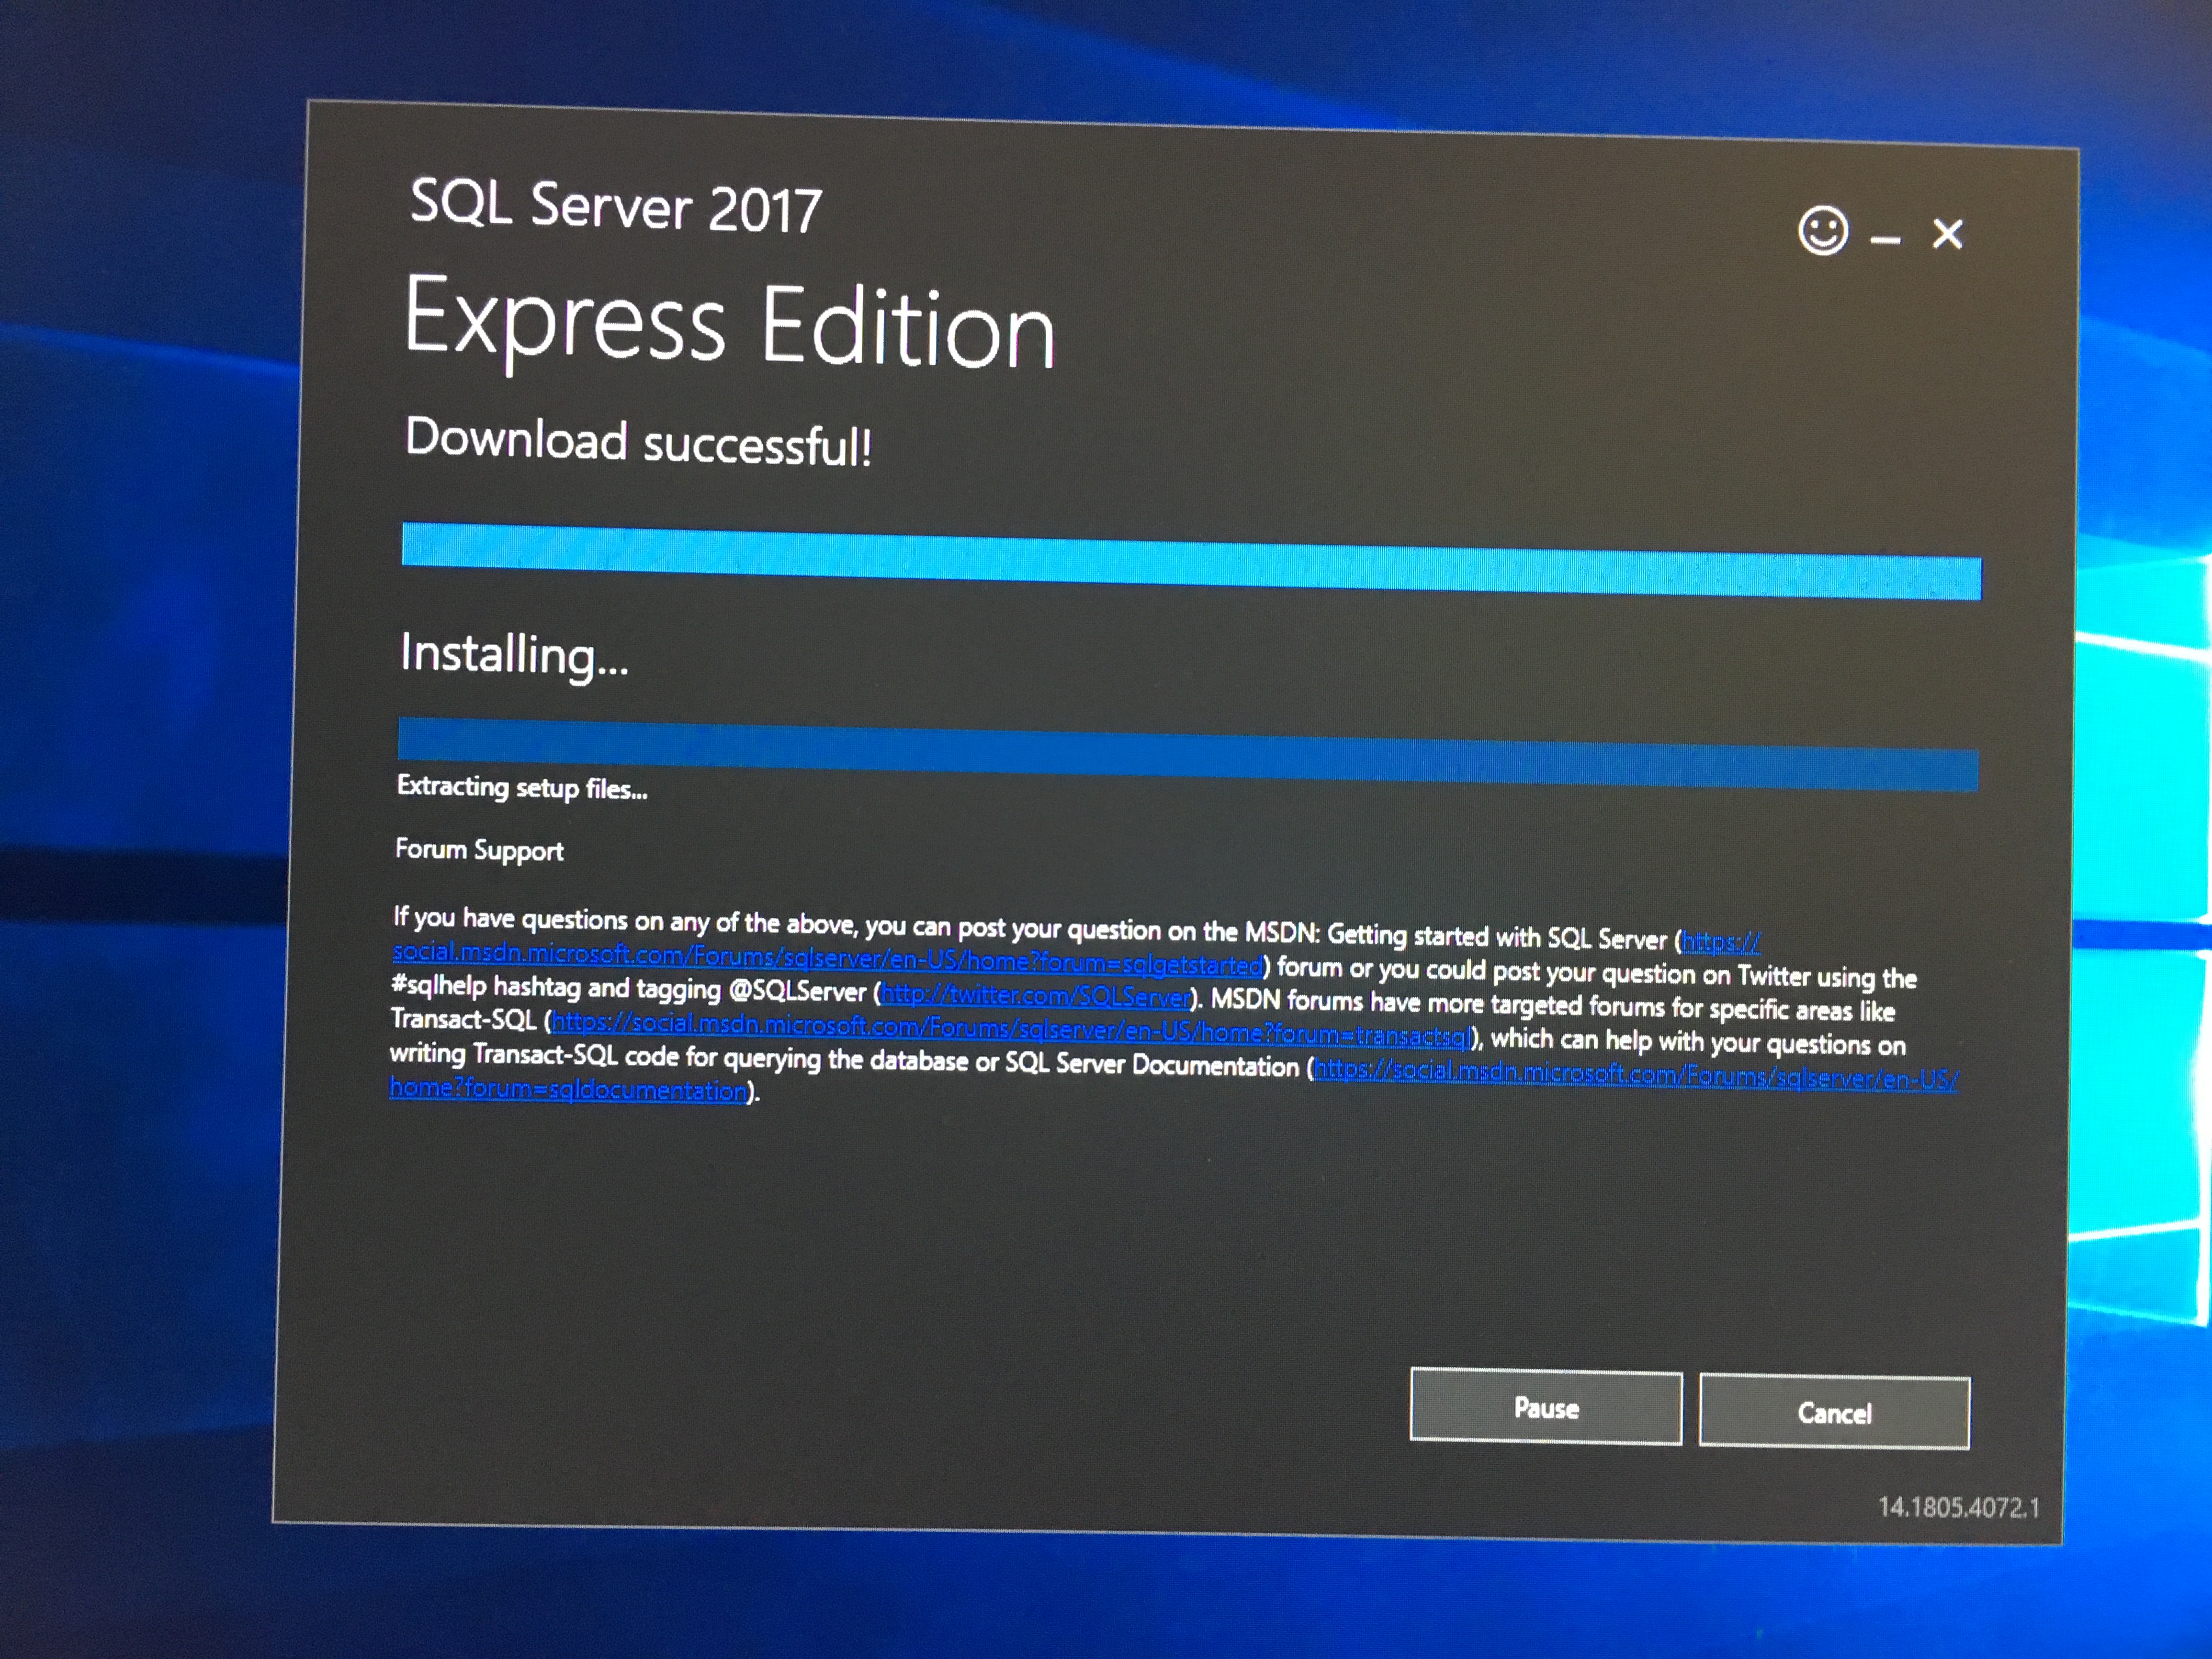 SQL Server 2017
Express Edition
Download successful!
Installing...
Extracting setup files...
Forum Support
If you have questions on any of the above, you can post your question on the MSDN: Getting started with SQL Server (https://
social.msdn.microsoft.com/Forums/sqlserver/en-US/home?forum=sqlgetstarted) forum or you could post your question on Twitter using the
#sqlhelp hashtag and tagging @SQLServer (http://twitter.com/SQLServer). MSDN forums have more targeted forums for specific areas like
Transact-SQL (https://social.msdn.microsoft.com/Forums/sqlserver/en-US/home?forum=transactsql), which can help with your questions on
writing Transact-SQL code for querying the database or SQL Server Documentation (https://social.msdn.microsoft.com/Forums/sqlserver/en-US/
home?forum=sqldocumentation).
Pause
Cancel
14.1805.4072.1